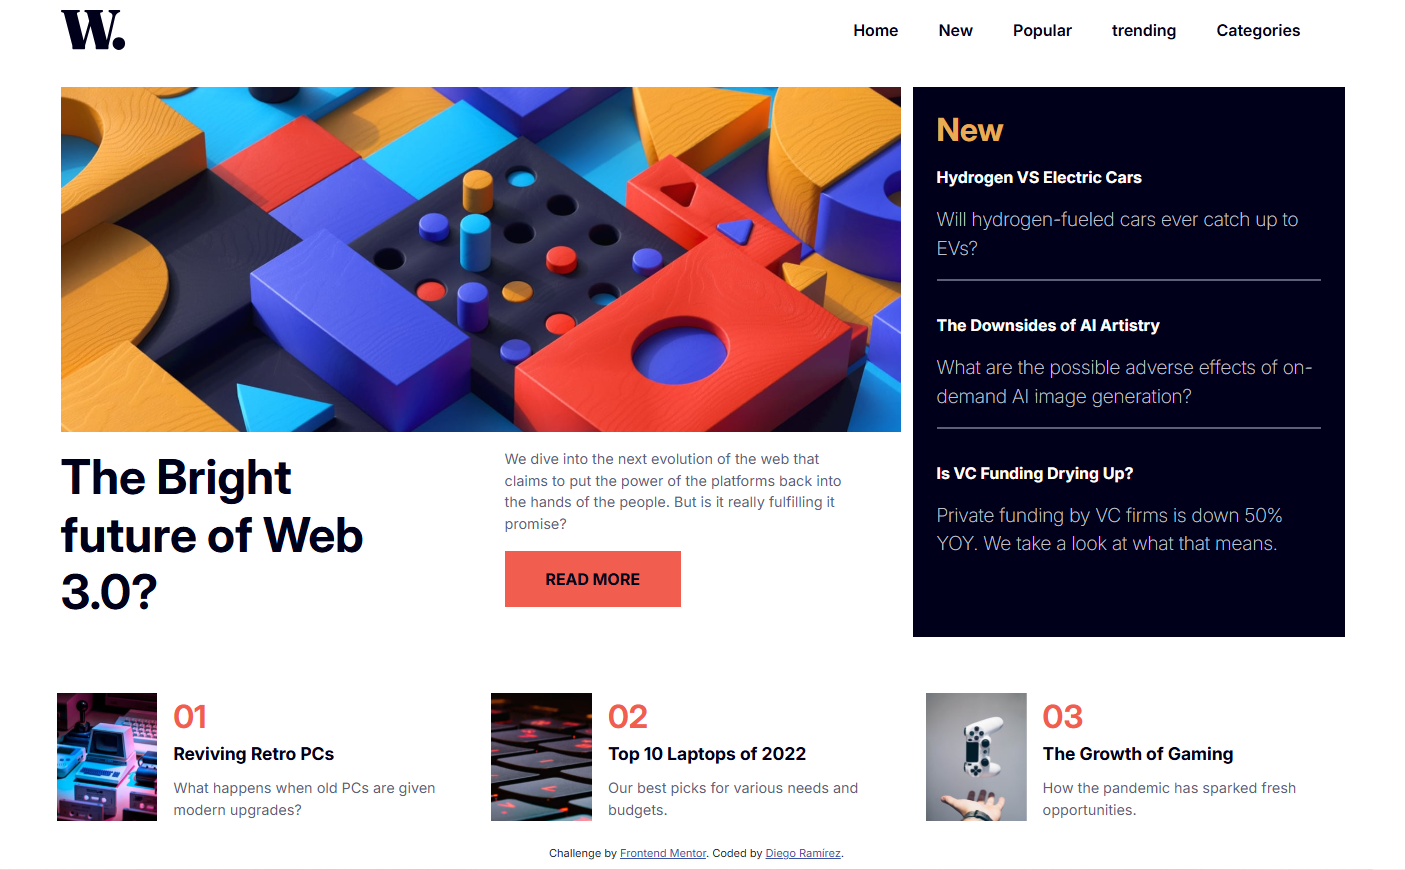 W.
Home New Popular trending Categories
New
Hydrogen VS Electric Cars
Will hydrogen-fueled cars ever catch up to
EVs?
The Downsides of AI Artistry
What are the possible adverse effects of on-
demand AI image generation?
Is VC Funding Drying Up?
Private funding by VC firms is down 50%
YOY. We take a look at what that means.
The Bright
future of Web
3.0?
We dive into the next evolution of the web that
claims to put the power of the platforms back into
the hands of the people. But is it really fulfilling it
promise?
READ MORE
01
Reviving Retro PCs
What happens when old PCs are given
modern upgrades?
02
Top 10 Laptops of 2022
Our best picks for various needs and
budgets.
03
The Growth of Gaming
How the pandemic has sparked fresh
opportunities.
Challenge by Frontend Mentor. Coded by Diego Ramírez.